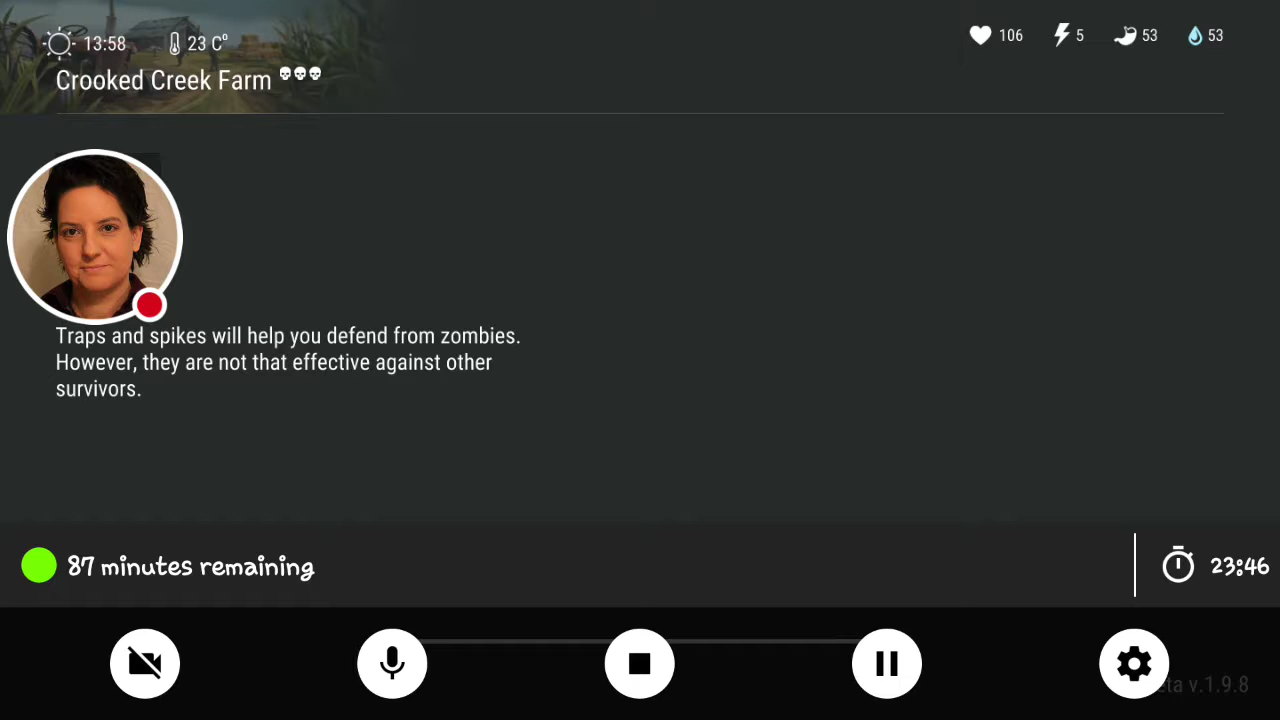 13:58 23 C°
106 5 53 53
Crooked Creek Farm
Traps and spikes will help you defend from zombies.
However, they are not that effective against other
survivors.
87 minutes remaining
23:46
eta v.1.9.8